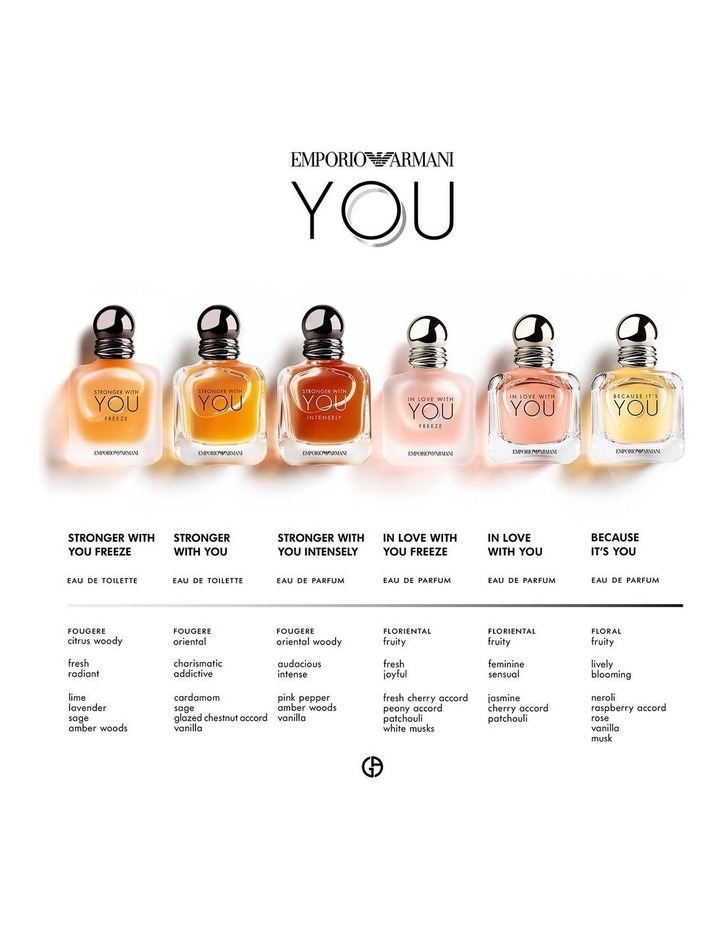 EMPORIO ARMANI
YOU
STRONGER WITH
YOU
FREEZE
EMPORIO ARMANI
STRONGER WITH
YOU
EMPORIO ARMANI
STRONGER WITH
YOU
INTENSELY
EMPORIO ARMANI
IN LOVE WITH
YOU
FREEZE
EMPORIO ARMANI
IN LOVE WITH
YOU
EMPORIO ARMANI
BECAUSE IT'S
YOU
EMPORIO ARMANI
STRONGER WITH
YOU FREEZE
EAU DE TOILETTE
FOUGERE
citrus woody
fresh
radiant
lime
lavender
sage
amber woods
STRONGER
WITH YOU
EAU DE TOILETTE
FOUGERE
oriental
charismatic
addictive
cardamom
sage
glazed chestnut accord
vanilla
STRONGER WITH
YOU INTENSELY
EAU DE PARFUM
FOUGERE
oriental woody
audacious
intense
pink pepper
amber woods
vanilla
IN LOVE WITH
YOU FREEZE
EAU DE PARFUM
FLORIENTAL
fruity
fresh
joyful
fresh cherry accord
peony accord
patchouli
white musks
IN LOVE
WITH YOU
EAU DE PARFUM
FLORIENTAL
fruity
feminine
sensual
jasmine
cherry accord
patchouli
BECAUSE
IT'S YOU
EAU DE PARFUM
FLORAL
fruity
lively
blooming
neroli
raspberry accord
rose
vanilla
musk
GA